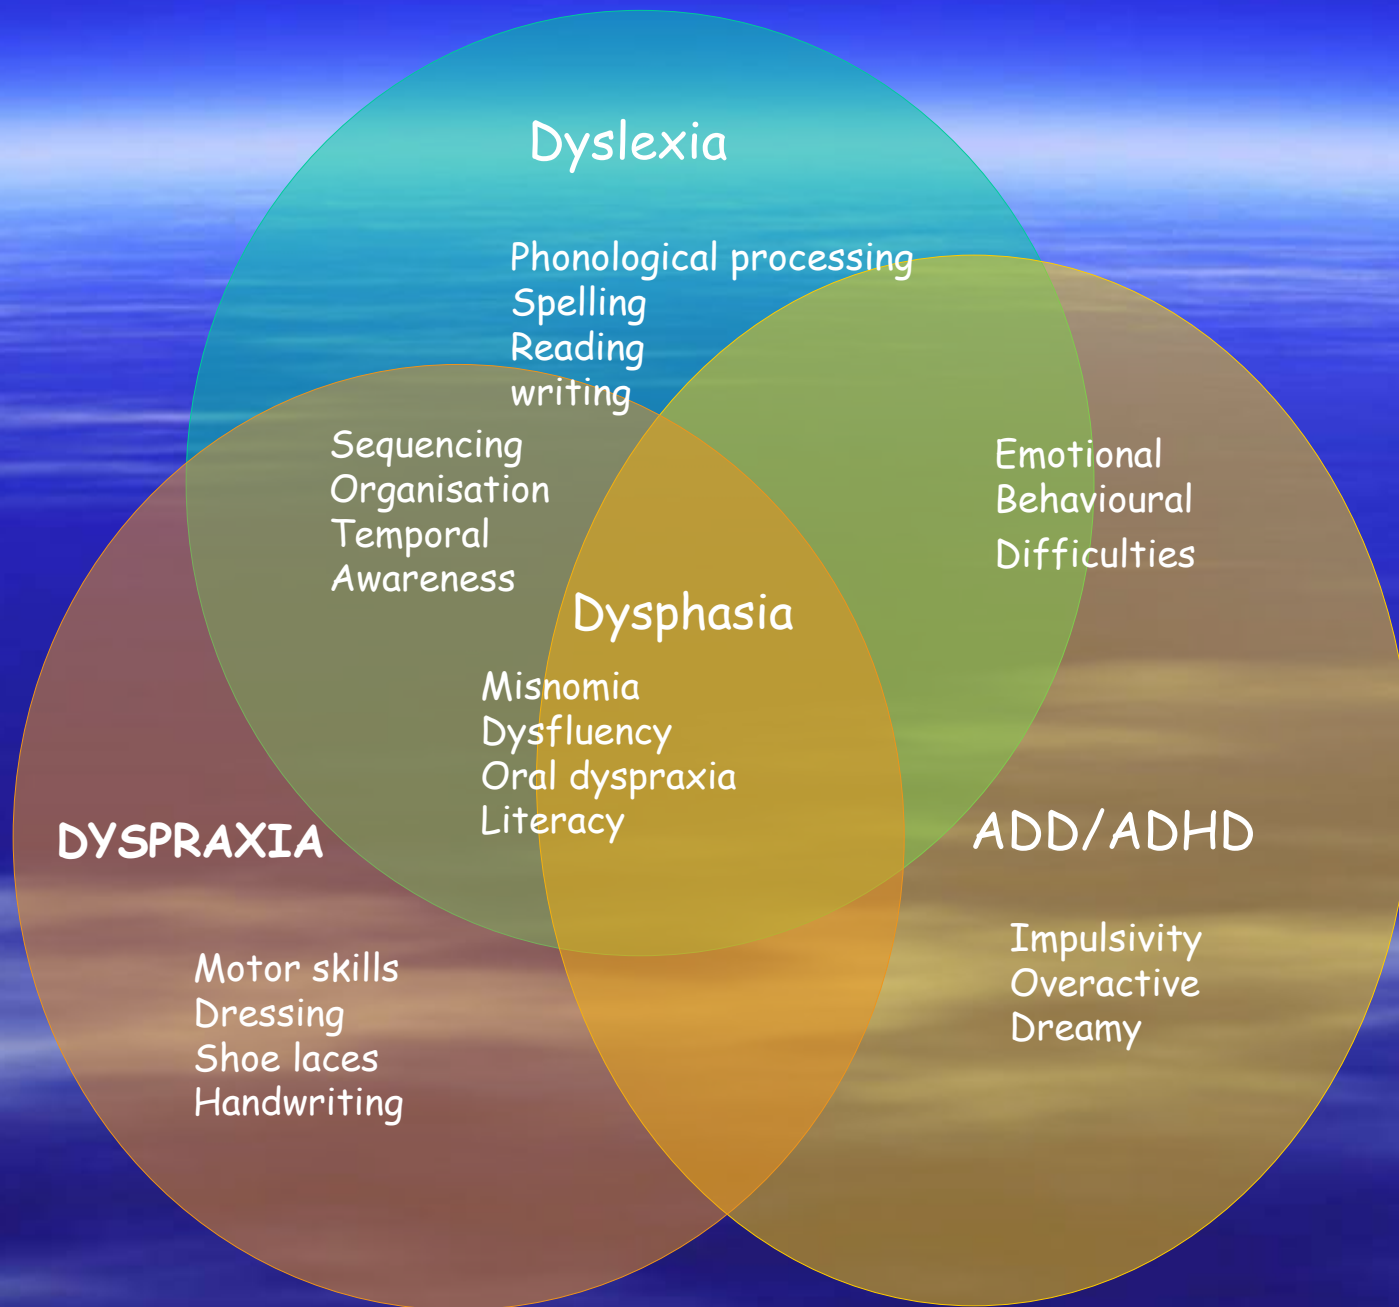 Dyslexia
Phonological processing
Spelling
Reading
writing
Sequencing
Organisation
Temporal
Awareness
Emotional
Behavioural
Difficulties
Dysphasia
Misnomia
Dysfluency
Oral dyspraxia
Literacy
DYSPRAXIA
Motor skills
Dressing
Shoe laces
Handwriting
ADD/ADHD
Impulsivity
Overactive
Dreamy